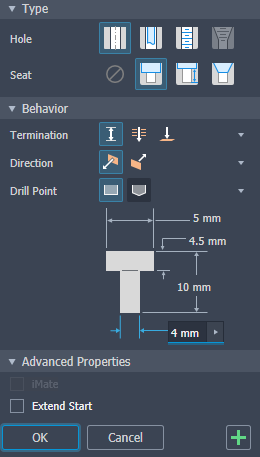 Type
Hole
Seat
Behavior
Termination
Direction
Drill Point
5 mm
4.5 mm
10 mm
4 mm
Advanced Properties
iMate
Extend Start
OK Cancel